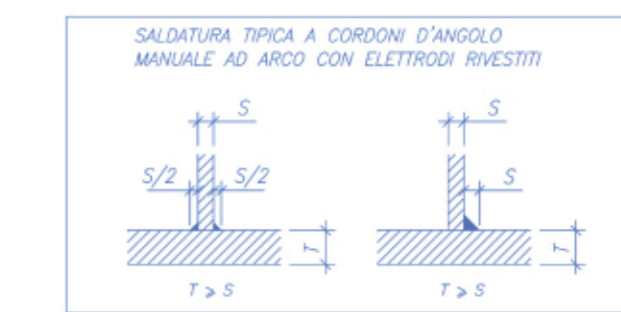 SALDATURA TIPICA A CORDONI D'ANGOLO
MANUALE AD ARCO CON ELETTRODI RIVESTITI
S
S/2
S/2
T
T ⩾ S
S
S
T
T ⩾ S